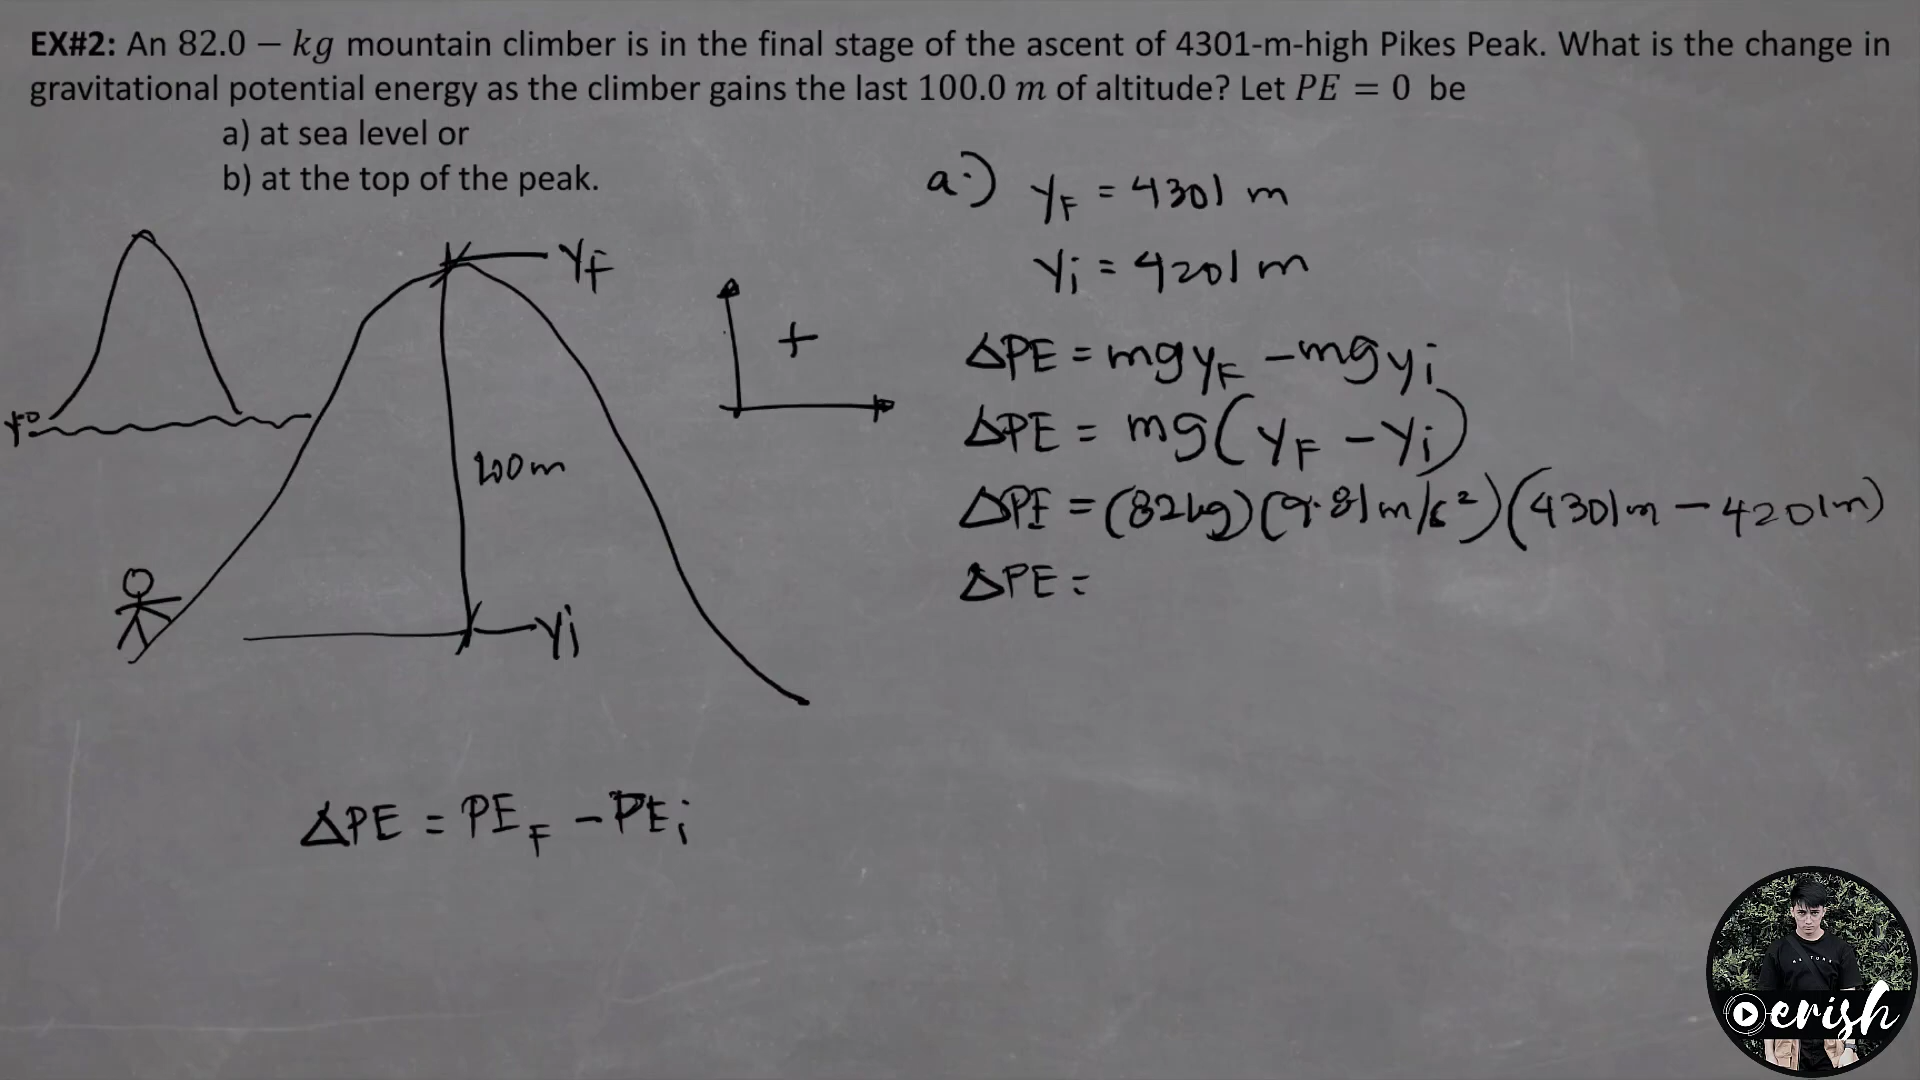 EX#2: An 82.0 − kg mountain climber is in the final stage of the ascent of 4301-m-high Pikes Peak. What is the change in
gravitational potential energy as the climber gains the last 100.0 m of altitude? Let PE = 0 be
a) at sea level or
b) at the top of the peak.
a.) yF = 4301 m
yi = 4201 m
ΔPE = mgyF − mgyi
ΔPE = mg(yF − yi)
ΔPE = (82kg)(9.81m/s²)(4301m − 4201m)
ΔPE =
yF
+
100m
yi
ΔPE = PEF − PEi
erish